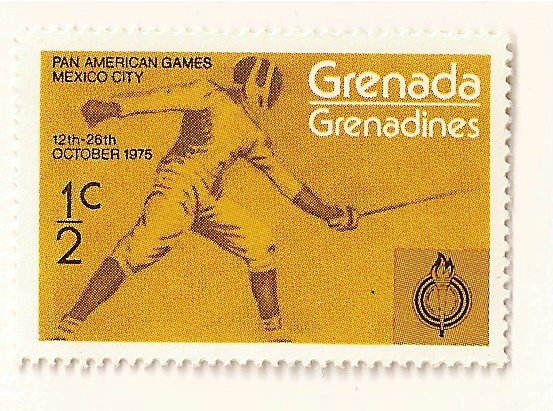 PAN AMERICAN GAMES
MEXICO CITY
12th-26th
OCTOBER 1975
½c
Grenada
Grenadines